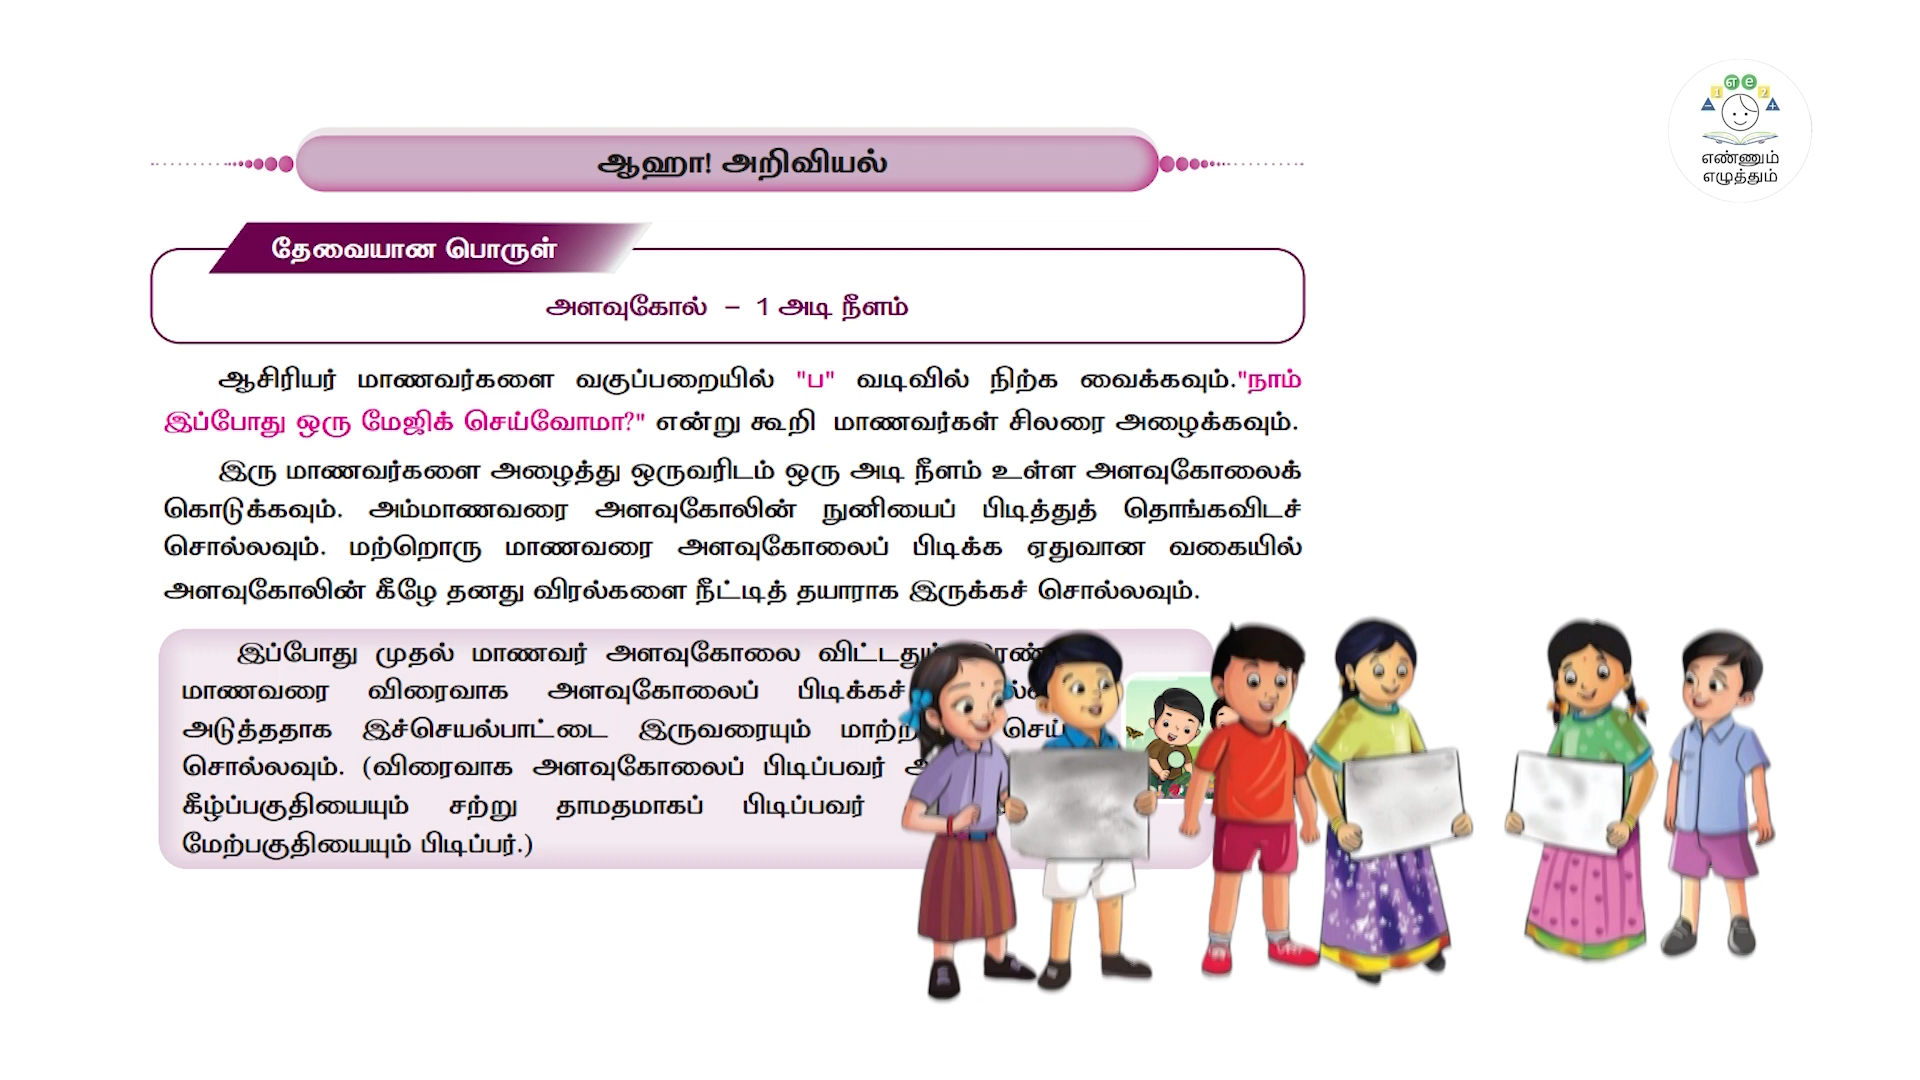 எ e
1 2
எண்ணும்
எழுத்தும்
ஆஹா! அறிவியல்
தேவையான பொருள்
அளவுகோல் – 1 அடி நீளம்
ஆசிரியர் மாணவர்களை வகுப்பறையில் "ப" வடிவில் நிற்க வைக்கவும்."நாம்
இப்போது ஒரு மேஜிக் செய்வோமா?" என்று கூறி மாணவர்கள் சிலரை அழைக்கவும்.
இரு மாணவர்களை அழைத்து ஒருவரிடம் ஒரு அடி நீளம் உள்ள அளவுகோலைக்
கொடுக்கவும். அம்மாணவரை அளவுகோலின் நுனியைப் பிடித்துத் தொங்கவிடச்
சொல்லவும். மற்றொரு மாணவரை அளவுகோலைப் பிடிக்க ஏதுவான வகையில்
அளவுகோலின் கீழே தனது விரல்களை நீட்டித் தயாராக இருக்கச் சொல்லவும்.
இப்போது முதல் மாணவர் அளவுகோலை விட்டதும்
மாணவரை விரைவாக அளவுகோலைப் பிடிக்கச்
அடுத்ததாக இச்செயல்பாட்டை இருவரையும்
சொல்லவும். (விரைவாக அளவுகோலைப் பிடிப்பவர்
கீழ்ப்பகுதியையும் சற்று தாமதமாகப் பிடிப்பவர்
மேற்பகுதியையும் பிடிப்பர்.)